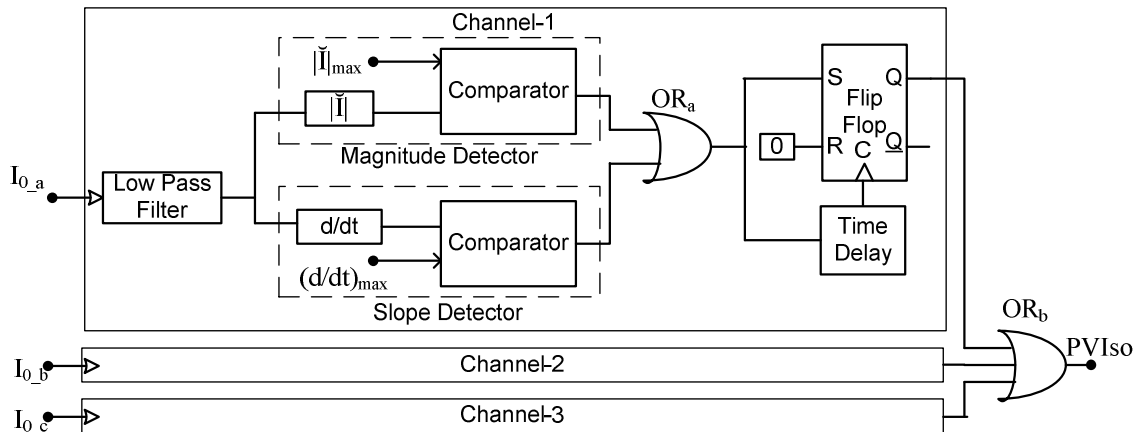 Channel-1
|Ĭ|max
|Ĭ|
Comparator
Magnitude Detector
I0_a
Low Pass
Filter
d/dt
(d/dt)max
Comparator
Slope Detector
ORa
0
S Q
Flip
Flop
R Q
C
Time
Delay
ORb
PVIso
I0_b
Channel-2
I0_c
Channel-3